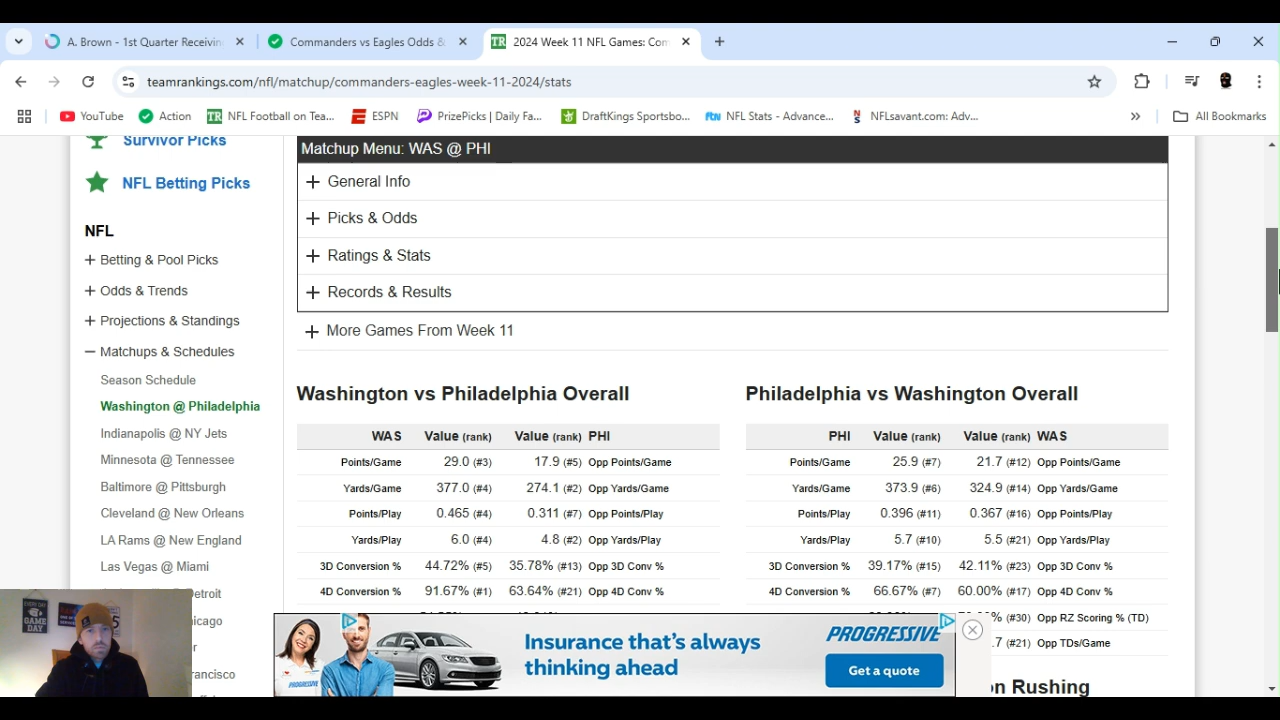 A. Brown - 1st Quarter Receivin
Commanders vs Eagles Odds &
TR 2024 Week 11 NFL Games: Com
teamrankings.com/nfl/matchup/commanders-eagles-week-11-2024/stats
YouTube
Action
TR NFL Football on Tea...
ESPN
PrizePicks | Daily Fa...
DraftKings Sportsbo...
ftn NFL Stats - Advance...
NFLsavant.com: Adv...
» All Bookmarks
Survivor Picks
NFL Betting Picks
NFL
+ Betting & Pool Picks
+ Odds & Trends
+ Projections & Standings
− Matchups & Schedules
Season Schedule
Washington @ Philadelphia
Indianapolis @ NY Jets
Minnesota @ Tennessee
Baltimore @ Pittsburgh
Cleveland @ New Orleans
LA Rams @ New England
Las Vegas @ Miami
etroit
icago
r
rancisco
Matchup Menu: WAS @ PHI
+ General Info
+ Picks & Odds
+ Ratings & Stats
+ Records & Results
+ More Games From Week 11
Washington vs Philadelphia Overall
WAS Value (rank) Value (rank) PHI
Points/Game 29.0 (#3) 17.9 (#5) Opp Points/Game
Yards/Game 377.0 (#4) 274.1 (#2) Opp Yards/Game
Points/Play 0.465 (#4) 0.311 (#7) Opp Points/Play
Yards/Play 6.0 (#4) 4.8 (#2) Opp Yards/Play
3D Conversion % 44.72% (#5) 35.78% (#13) Opp 3D Conv %
4D Conversion % 91.67% (#1) 63.64% (#21) Opp 4D Conv %
Philadelphia vs Washington Overall
PHI Value (rank) Value (rank) WAS
Points/Game 25.9 (#7) 21.7 (#12) Opp Points/Game
Yards/Game 373.9 (#6) 324.9 (#14) Opp Yards/Game
Points/Play 0.396 (#11) 0.367 (#16) Opp Points/Play
Yards/Play 5.7 (#10) 5.5 (#21) Opp Yards/Play
3D Conversion % 39.17% (#15) 42.11% (#23) Opp 3D Conv %
4D Conversion % 66.67% (#7) 60.00% (#17) Opp 4D Conv %
% (#30) Opp RZ Scoring % (TD)
.7 (#21) Opp TDs/Game
on Rushing
Insurance that's always
thinking ahead
PROGRESSIVE
Get a quote
PROGRESSIVE
GAME
DAY